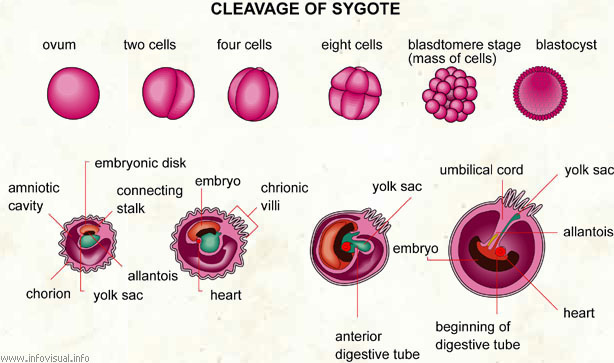 CLEAVAGE OF SYGOTE
ovum
two cells
four cells
eight cells
blasdtomere stage
(mass of cells)
blastocyst
embryonic disk
amniotic
cavity
connecting
stalk
embryo
chrionic
villi
chorion
yolk sac
allantois
heart
yolk sac
embryo
anterior
digestive tube
umbilical cord
yolk sac
allantois
heart
beginning of
digestive tube
www.infovisual.info